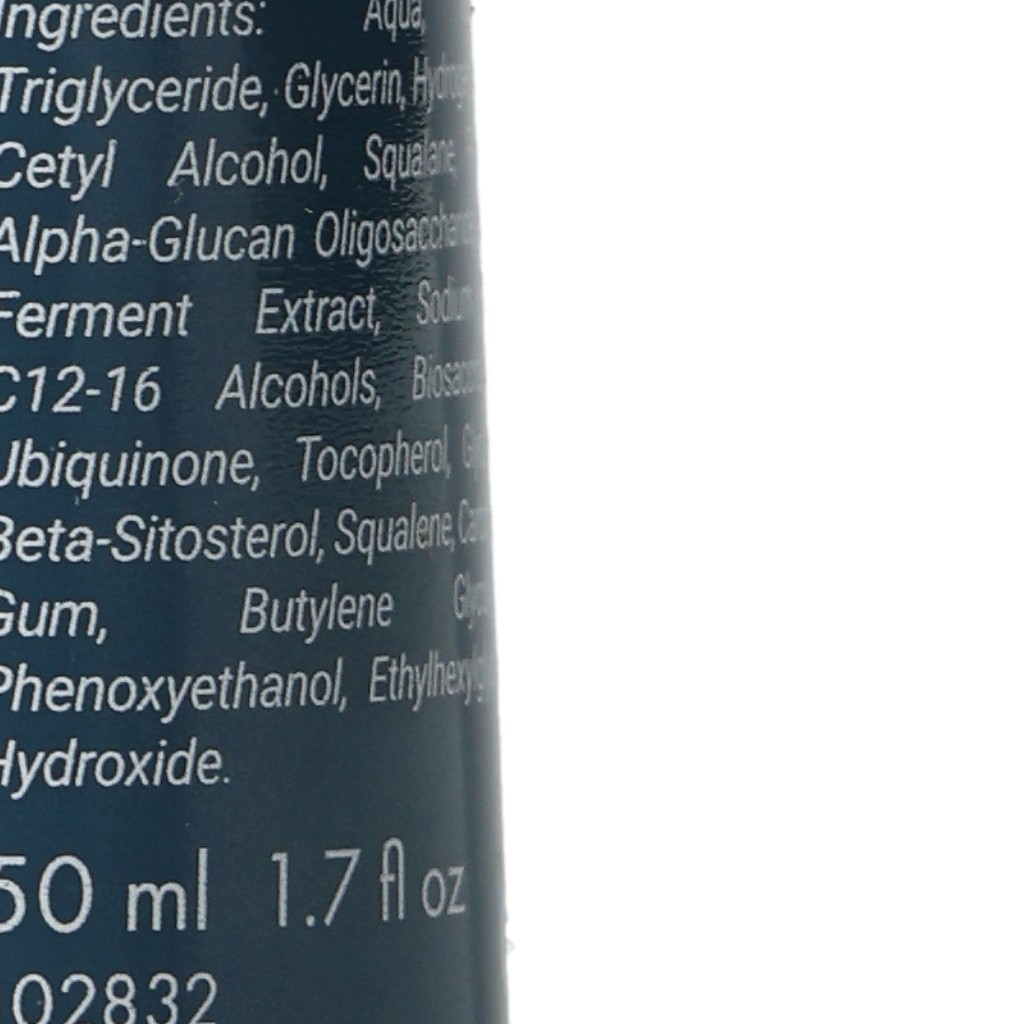 Ingredients: Aqua,
Triglyceride, Glycerin,
Cetyl Alcohol, Squalane,
Alpha-Glucan
Ferment Extract,
C12-16 Alcohols,
Ubiquinone, Tocopherol,
Beta-Sitosterol, Squalene,
Gum, Butylene
Phenoxyethanol,
Hydroxide.
50 ml 1.7 fl oz
02832